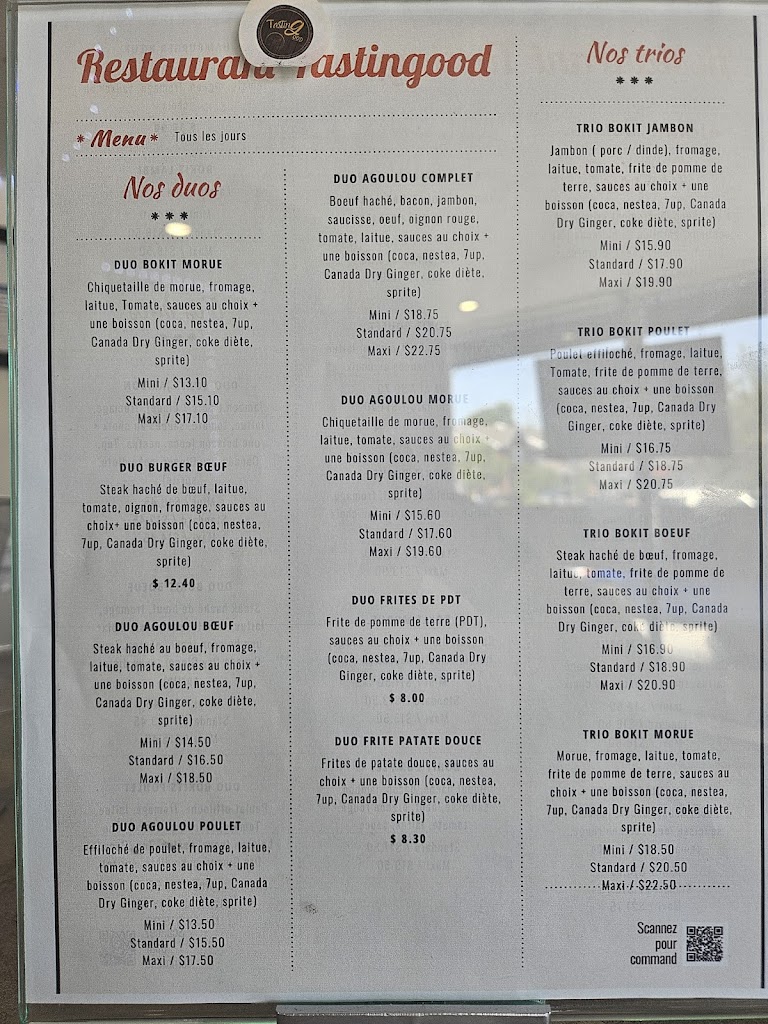 TastinGood
Restaurant Tastingood
* Menu * Tous les jours
Nos duos
***
DUO BOKIT MORUE
Chiquetaille de morue, fromage,
laitue, Tomate, sauces au choix +
une boisson (coca, nestea, 7up,
Canada Dry Ginger, coke diète,
sprite)
Mini / $13.10
Standard / $15.10
Maxi / $17.10
DUO BURGER BŒUF
Steak haché de bœuf, laitue,
tomate, oignon, fromage, sauces au
choix+ une boisson (coca, nestea,
7up, Canada Dry Ginger, coke diète,
sprite)
$ 12.40
DUO AGOULOU BŒUF
Steak haché au boeuf, fromage,
laitue, tomate, sauces au choix +
une boisson (coca, nestea, 7up,
Canada Dry Ginger, coke diète,
sprite)
Mini / $14.50
Standard / $16.50
Maxi / $18.50
DUO AGOULOU POULET
Effiloché de poulet, fromage, laitue,
tomate, sauces au choix + une
boisson (coca, nestea, 7up, Canada
Dry Ginger, coke diète, sprite)
Mini / $13.50
Standard / $15.50
Maxi / $17.50
DUO AGOULOU COMPLET
Boeuf haché, bacon, jambon,
saucisse, oeuf, oignon rouge,
tomate, laitue, sauces au choix +
une boisson (coca, nestea, 7up,
Canada Dry Ginger, coke diète,
sprite)
Mini / $18.75
Standard / $20.75
Maxi / $22.75
DUO AGOULOU MORUE
Chiquetaille de morue, fromage,
laitue, tomate, sauces au choix +
une boisson (coca, nestea, 7up,
Canada Dry Ginger, coke diète,
sprite)
Mini / $15.60
Standard / $17.60
Maxi / $19.60
DUO FRITES DE PDT
Frite de pomme de terre (PDT),
sauces au choix + une boisson
(coca, nestea, 7up, Canada Dry
Ginger, coke diète, sprite)
$ 8.00
DUO FRITE PATATE DOUCE
Frites de patate douce, sauces au
choix + une boisson (coca, nestea,
7up, Canada Dry Ginger, coke diète,
sprite)
$ 8.30
Nos trios
***
TRIO BOKIT JAMBON
Jambon ( porc / dinde), fromage,
laitue, tomate, frite de pomme de
terre, sauces au choix + une
boisson (coca, nestea, 7up, Canada
Dry Ginger, coke diète, sprite)
Mini / $15.90
Standard / $17.90
Maxi / $19.90
TRIO BOKIT POULET
Poulet effiloché, fromage, laitue,
Tomate, frite de pomme de terre,
sauces au choix + une boisson
(coca, nestea, 7up, Canada Dry
Ginger, coke diète, sprite)
Mini / $16.75
Standard / $18.75
Maxi / $20.75
TRIO BOKIT BOEUF
Steak haché de bœuf, fromage,
laitue, tomate, frite de pomme de
terre, sauces au choix + une
boisson (coca, nestea, 7up, Canada
Dry Ginger, coke diète, sprite)
Mini / $16.90
Standard / $18.90
Maxi / $20.90
TRIO BOKIT MORUE
Morue, fromage, laitue, tomate,
frite de pomme de terre, sauces au
choix + une boisson (coca, nestea,
7up, Canada Dry Ginger, coke diète,
sprite)
Mini / $18.50
Standard / $20.50
Maxi / $22.50
Scannez
pour
command